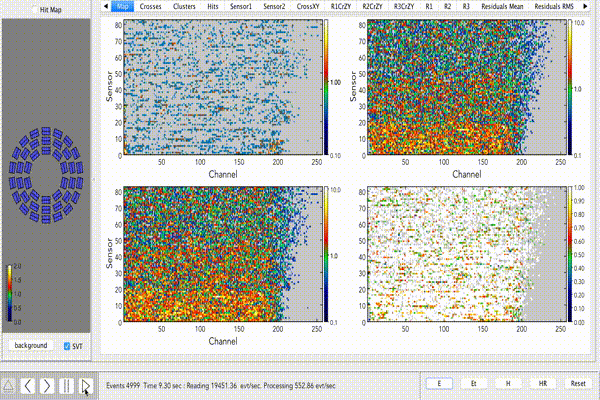 Hit Map
Map Crosses Clusters Hits Sensor1 Sensor2 CrossXY R1CrZY R2CrZY R3CrZY R1 R2 R3 Residuals Mean Residuals RMS
80 70 60 50 40 30 20 10 0
Sensor
50 100 150 200 250
Channel
1.00
0.10
80 70 60 50 40 30 20 10 0
Sensor
50 100 150 200 250
Channel
10.0
1.0
0.1
80 70 60 50 40 30 20 10 0
Sensor
50 100 150 200 250
Channel
10.0
1.0
0.1
80 70 60 50 40 30 20 10 0
50 100 150 200 250
1.00
0.90
0.80
0.70
0.60
0.50
0.40
0.30
0.20
0.10
0.00
2.0
1.5
1.0
0.5
0.0
background SVT
Events 4999 Time 9.30 sec : Reading 19451.36 evt/sec. Processing 552.86 evt/sec
E Et H HR Reset